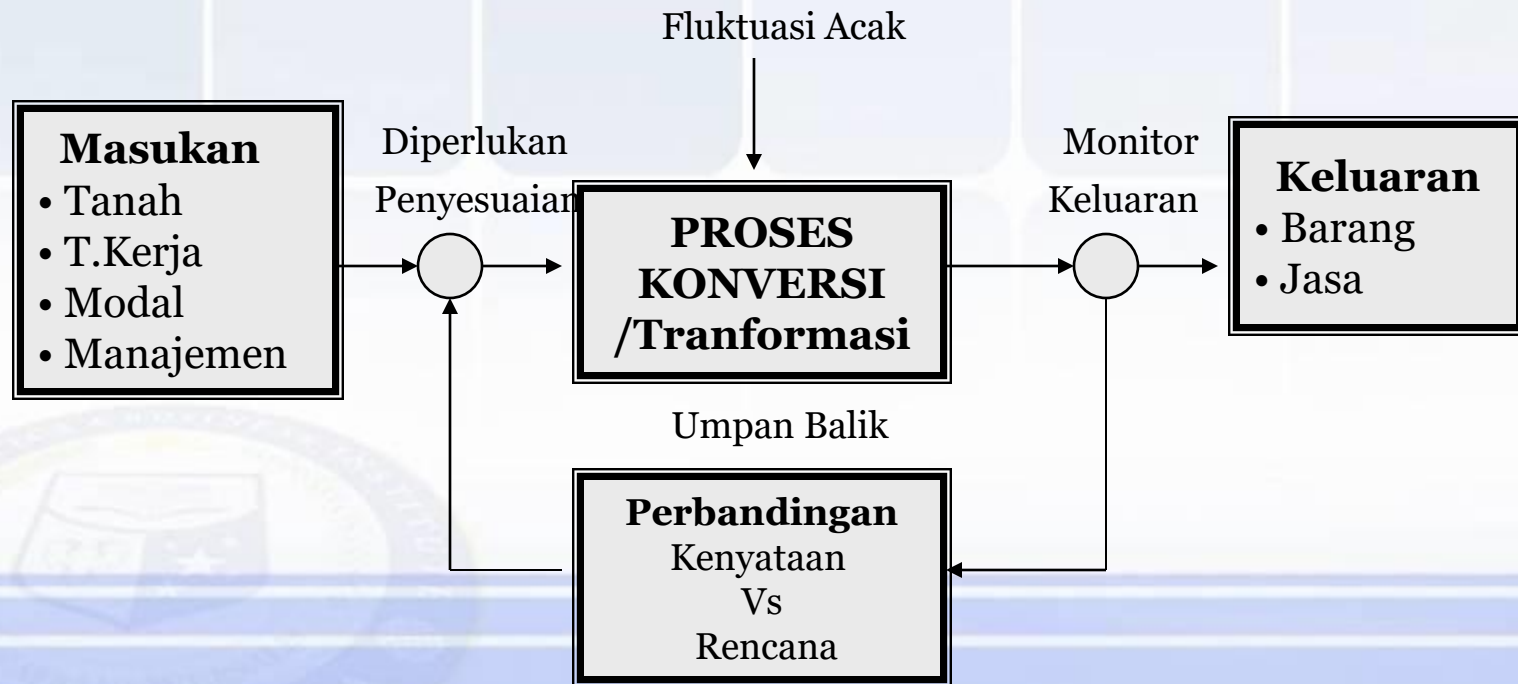 Fluktuasi Acak
Masukan
• Tanah
• T.Kerja
• Modal
• Manajemen
Diperlukan
Penyesuaian
PROSES
KONVERSI
/Tranformasi
Monitor
Keluaran
Keluaran
• Barang
• Jasa
Umpan Balik
Perbandingan
Kenyataan
Vs
Rencana